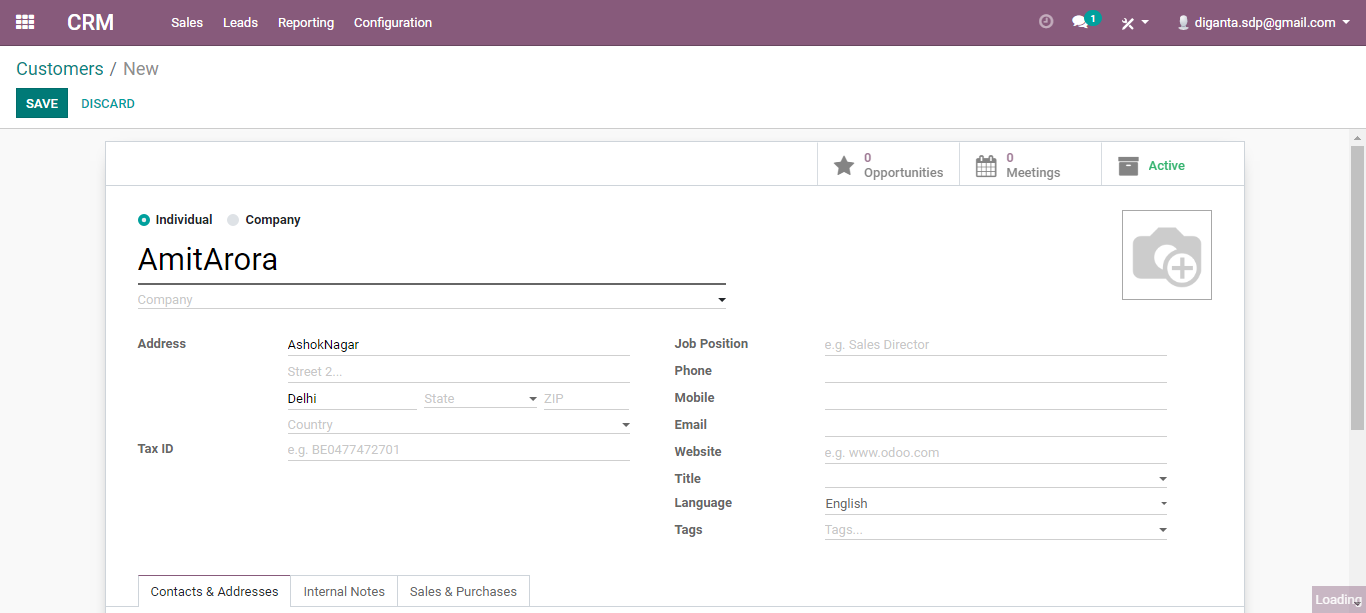 CRM Sales Leads Reporting Configuration 1 diganta.sdp@gmail.com
Customers / New
SAVE DISCARD
0 Opportunities 0 Meetings Active
Individual Company
AmitArora
Company
Address AshokNagar
Street 2...
Delhi State ZIP
Country
Tax ID e.g. BE0477472701
Job Position e.g. Sales Director
Phone
Mobile
Email
Website e.g. www.odoo.com
Title
Language English
Tags Tags...
Contacts & Addresses Internal Notes Sales & Purchases
Loading